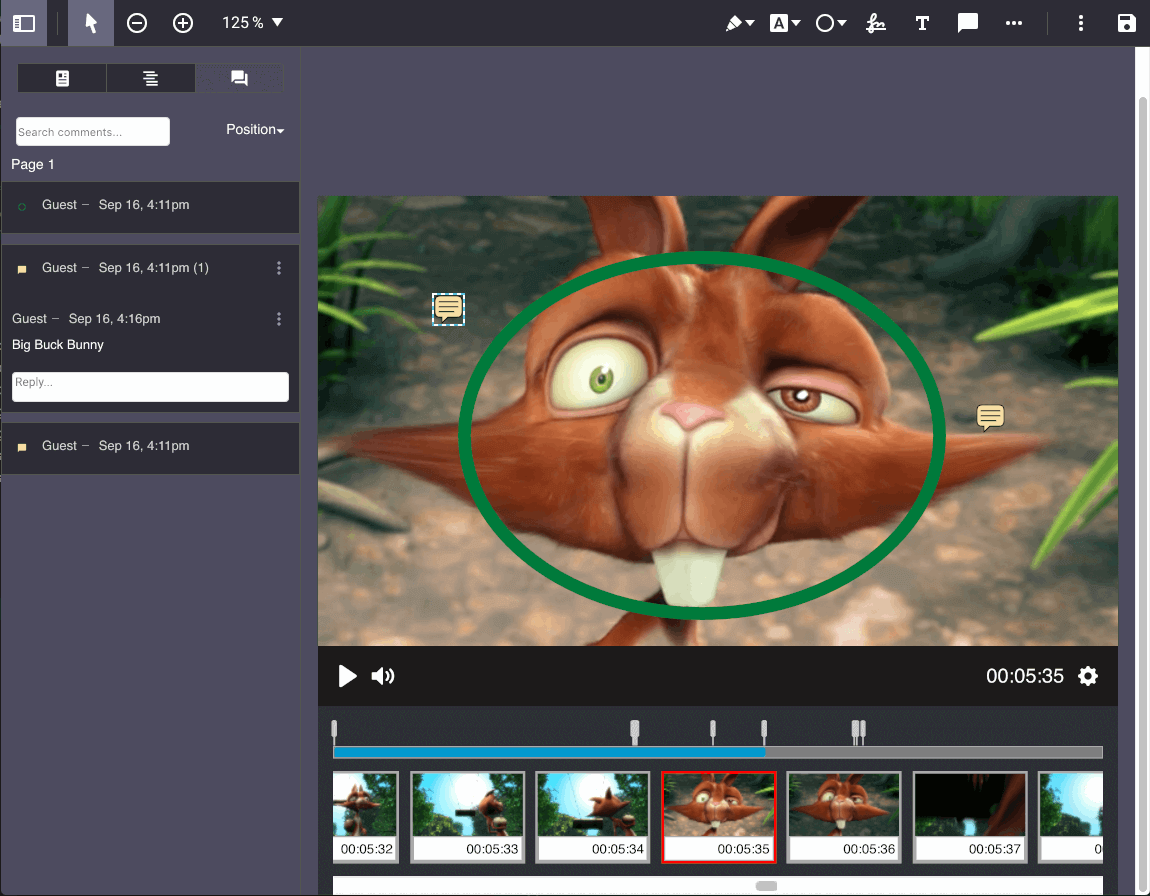 125 %
A
T
Search comments...
Position
Page 1
Guest – Sep 16, 4:11pm
Guest – Sep 16, 4:11pm (1)
Guest – Sep 16, 4:16pm
Big Buck Bunny
Reply...
Guest – Sep 16, 4:11pm
00:05:35
00:05:32
00:05:33
00:05:34
00:05:35
00:05:36
00:05:37